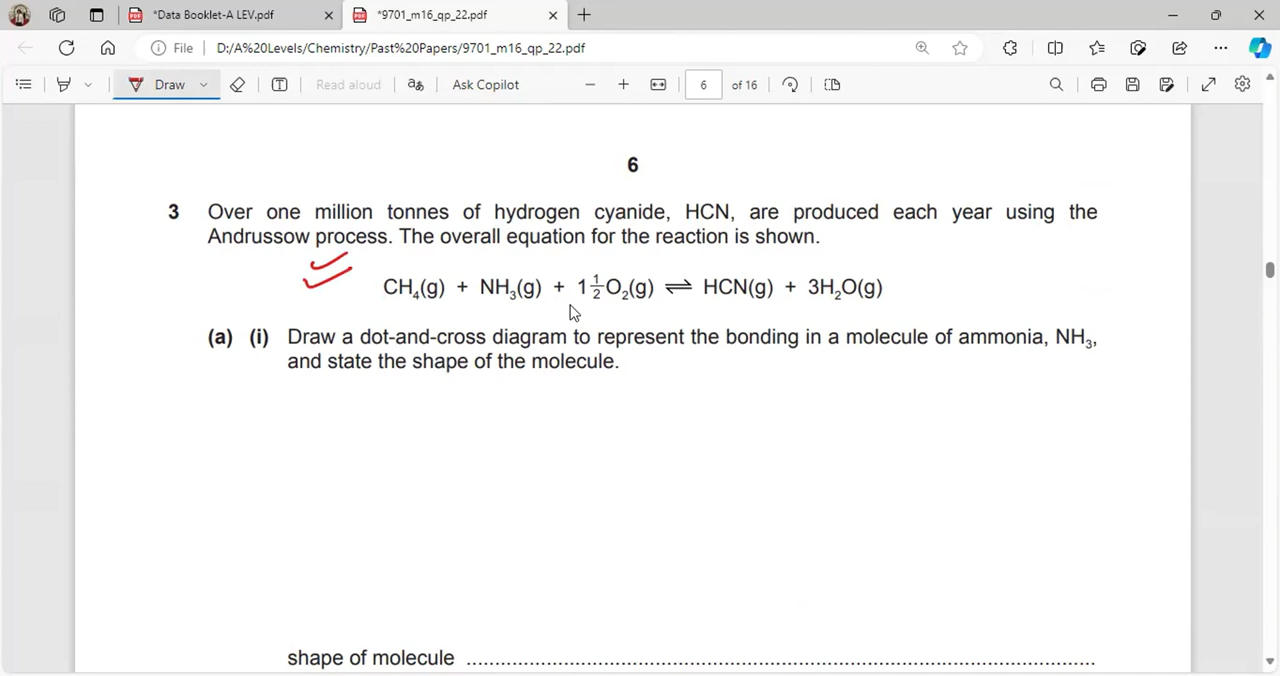 *Data Booklet-A LEV.pdf
*9701_m16_qp_22.pdf
File D:/A%20Levels/Chemistry/Past%20Papers/9701_m16_qp_22.pdf
Draw Read aloud aあ Ask Copilot 6 of 16
6
3 Over one million tonnes of hydrogen cyanide, HCN, are produced each year using the
Andrussow process. The overall equation for the reaction is shown.
CH₄(g) + NH₃(g) + 1½O₂(g) ⇌ HCN(g) + 3H₂O(g)
(a) (i) Draw a dot-and-cross diagram to represent the bonding in a molecule of ammonia, NH₃,
and state the shape of the molecule.
shape of molecule ................................................................................